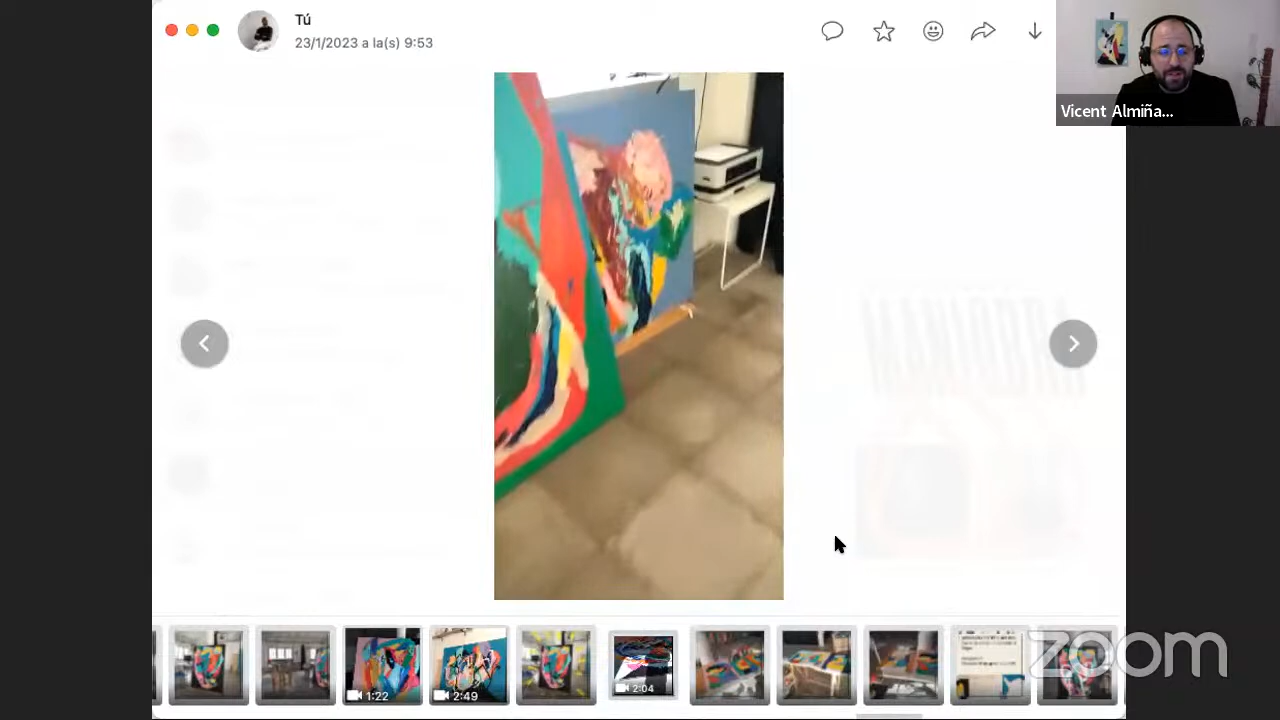 Tú
23/1/2023 a la(s) 9:53
Vicent Almiña...
1:22
2:49
2:04
zoom